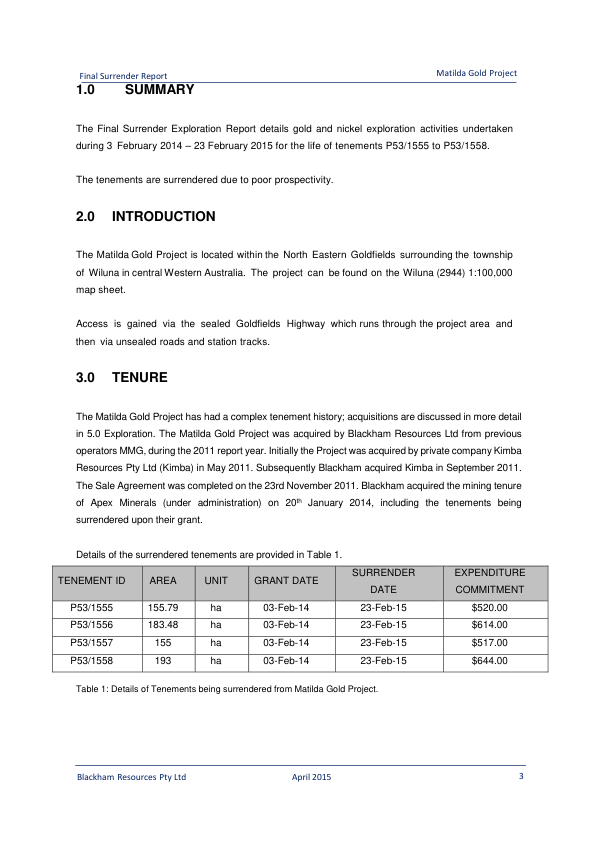 Final Surrender Report
Matilda Gold Project
1.0 SUMMARY
The Final Surrender Exploration Report details gold and nickel exploration activities undertaken
during 3 February 2014 – 23 February 2015 for the life of tenements P53/1555 to P53/1558.
The tenements are surrendered due to poor prospectivity.
2.0 INTRODUCTION
The Matilda Gold Project is located within the North Eastern Goldfields surrounding the township
of Wiluna in central Western Australia. The project can be found on the Wiluna (2944) 1:100,000
map sheet.
Access is gained via the sealed Goldfields Highway which runs through the project area and
then via unsealed roads and station tracks.
3.0 TENURE
The Matilda Gold Project has had a complex tenement history; acquisitions are discussed in more detail
in 5.0 Exploration. The Matilda Gold Project was acquired by Blackham Resources Ltd from previous
operators MMG, during the 2011 report year. Initially the Project was acquired by private company Kimba
Resources Pty Ltd (Kimba) in May 2011. Subsequently Blackham acquired Kimba in September 2011.
The Sale Agreement was completed on the 23rd November 2011. Blackham acquired the mining tenure
of Apex Minerals (under administration) on 20th January 2014, including the tenements being
surrendered upon their grant.
Details of the surrendered tenements are provided in Table 1.
TENEMENT ID AREA UNIT GRANT DATE SURRENDER DATE EXPENDITURE COMMITMENT
P53/1555 155.79 ha 03-Feb-14 23-Feb-15 $520.00
P53/1556 183.48 ha 03-Feb-14 23-Feb-15 $614.00
P53/1557 155 ha 03-Feb-14 23-Feb-15 $517.00
P53/1558 193 ha 03-Feb-14 23-Feb-15 $644.00
Table 1: Details of Tenements being surrendered from Matilda Gold Project.
Blackham Resources Pty Ltd April 2015 3